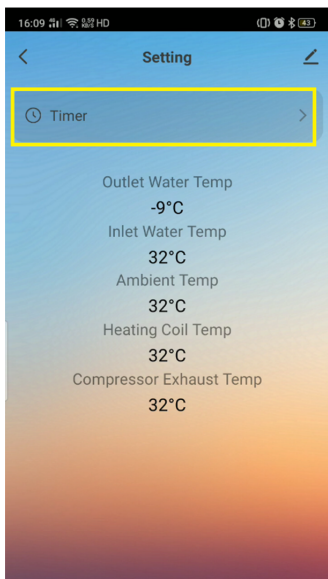 16:09 HD 43
Setting
Timer
Outlet Water Temp
-9°C
Inlet Water Temp
32°C
Ambient Temp
32°C
Heating Coil Temp
32°C
Compressor Exhaust Temp
32°C